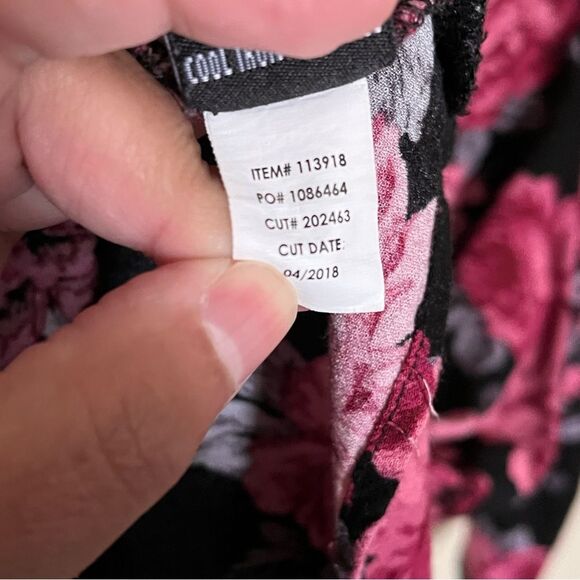 COOL
ITEM# 113918
PO# 1086464
CUT# 202463
CUT DATE:
04/2018